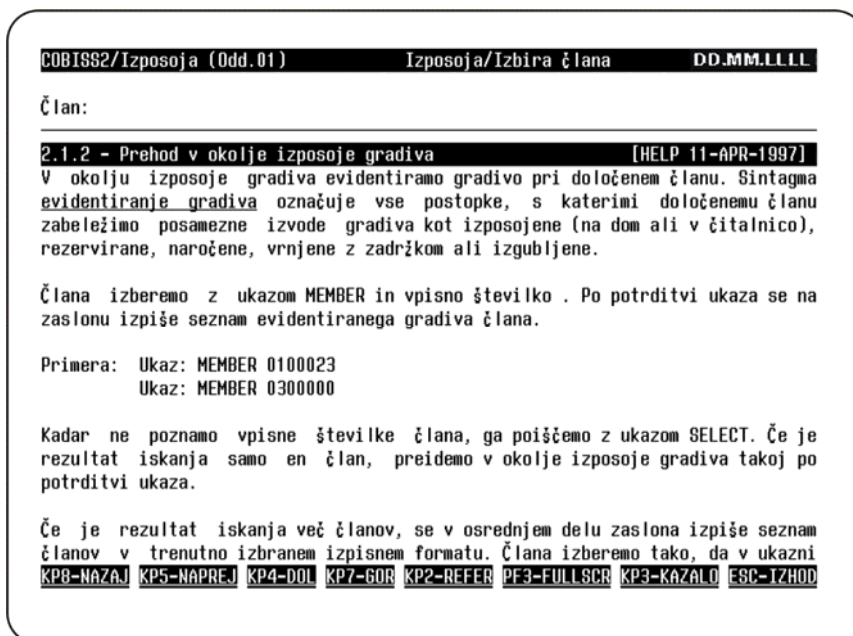 COBISS2/Izposoja (Odd.01) Izposoja/Izbira člana DD.MM.LLLL
Član:
2.1.2 - Prehod v okolje izposoje gradiva [HELP 11-APR-1997]
V okolju izposoje gradiva evidentiramo gradivo pri določenem članu. Sintagma
evidentiranje gradiva označuje vse postopke, s katerimi določenemu članu
zabeležimo posamezne izvode gradiva kot izposojene (na dom ali v čitalnico),
rezervirane, naročene, vrnjene z zadržkom ali izgubljene.
Člana izberemo z ukazom MEMBER in vpisno številko . Po potrditvi ukaza se na
zaslonu izpiše seznam evidentiranega gradiva člana.
Primera: Ukaz: MEMBER 0100023
Ukaz: MEMBER 0300000
Kadar ne poznamo vpisne številke člana, ga poiščemo z ukazom SELECT. Če je
rezultat iskanja samo en član, preidemo v okolje izposoje gradiva takoj po
potrditvi ukaza.
Če je rezultat iskanja več članov, se v osrednjem delu zaslona izpiše seznam
članov v trenutno izbranem izpisnem formatu. Člana izberemo tako, da v ukazni
KP8-NAZAJ KP5-NAPREJ KP4-DOL KP7-GOR KP2-REFER PF3-FULLSCR KP3-KAZALO ESC-IZHOD